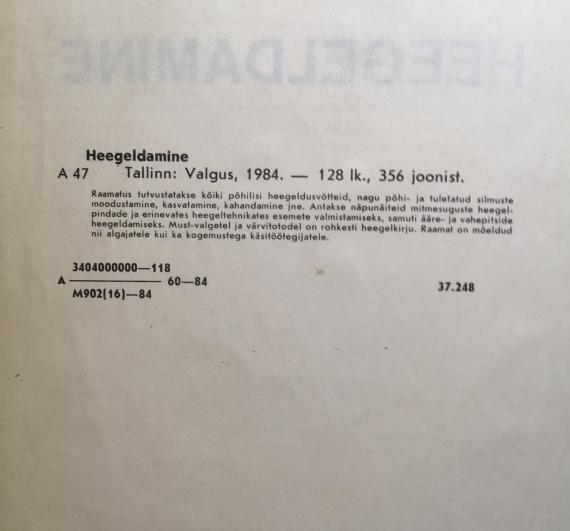 HEEGELDAMINE
Heegeldamine
A 47 Tallinn: Valgus, 1984. — 128 lk., 356 joonist.
Raamatus tutvustatakse kõiki põhilisi heegeldusvõtteid, nagu põhi- ja tuletatud silmuste
moodustamine, kasvatamine, kahandamine jne. Antakse näpunäiteid mitmesuguste heegel-
pindade ja erinevates heegeltehnikates esemete valmistamiseks, samuti ääre- ja vahepitside
heegeldamiseks. Must-valgetel ja värvitotodel on rohkesti heegelkirju. Raamat on mõeldud
nii algajatele kui ka kogemustega käsitöötegijatele.
3404000000—118
A 60—84
M902(16)—84
37.248